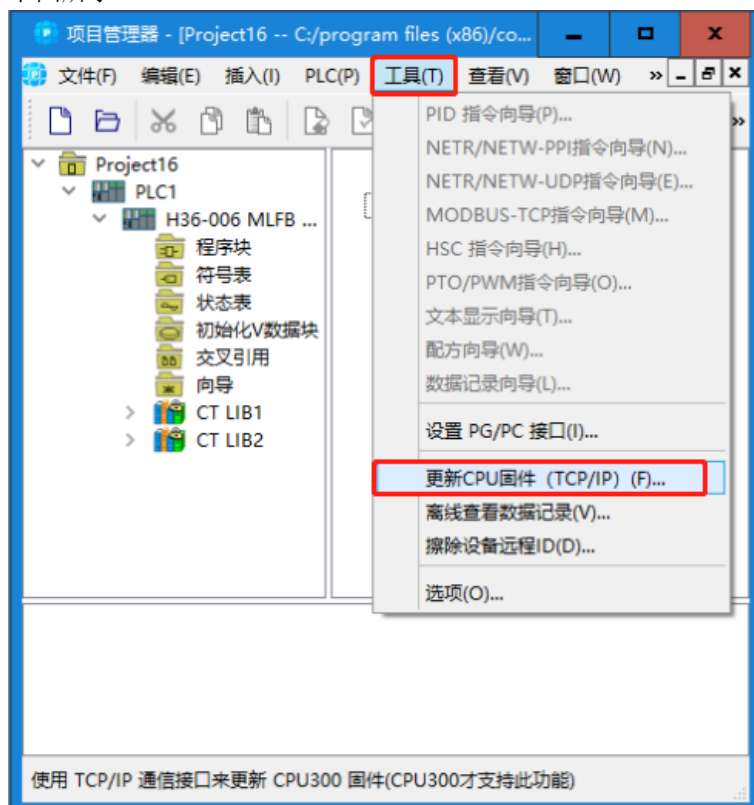 项目管理器 - [Project16 -- C:/program files (x86)/co...
文件(F) 编辑(E) 插入(I) PLC(P) 工具(T) 查看(V) 窗口(W) »
Project16
PLC1
H36-006 MLFB ...
程序块
符号表
状态表
初始化V数据块
交叉引用
向导
CT LIB1
CT LIB2
PID 指令向导(P)...
NETR/NETW-PPI指令向导(N)...
NETR/NETW-UDP指令向导(E)...
MODBUS-TCP指令向导(M)...
HSC 指令向导(H)...
PTO/PWM指令向导(O)...
文本显示向导(T)...
配方向导(W)...
数据记录向导(L)...
设置 PG/PC 接口(I)...
更新CPU固件（TCP/IP）(F)...
离线查看数据记录(V)...
擦除设备远程ID(D)...
选项(O)...
使用 TCP/IP 通信接口来更新 CPU300 固件(CPU300才支持此功能)